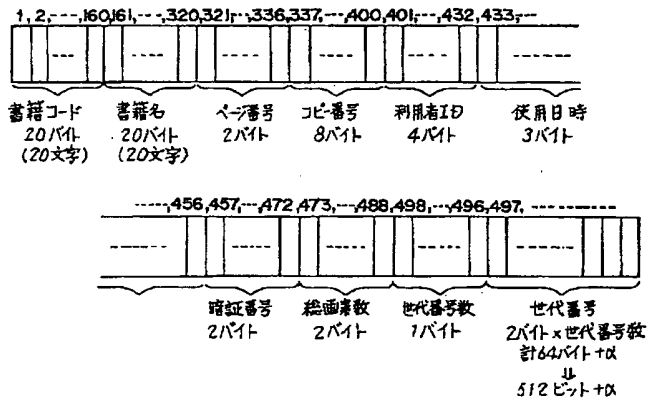 1, 2, ---, 160,161, ---, 320,321, ---, 336,337, ---, 400,401, ---, 432, 433, ---
書籍コード 書籍名 ページ番号 コピー番号 利用者ID 使用日時
20バイト 20バイト 2バイト 8バイト 4バイト 3バイト
(20文字) (20文字)
-----, 456, 457, ---, 472, 473, ---, 488, 498, ---, 496, 497, ----------
暗証番号 総画素数 世代番号数 世代番号
2バイト 2バイト 1バイト 2バイト×世代番号数
計64バイト+α
⇓
512ビット+α